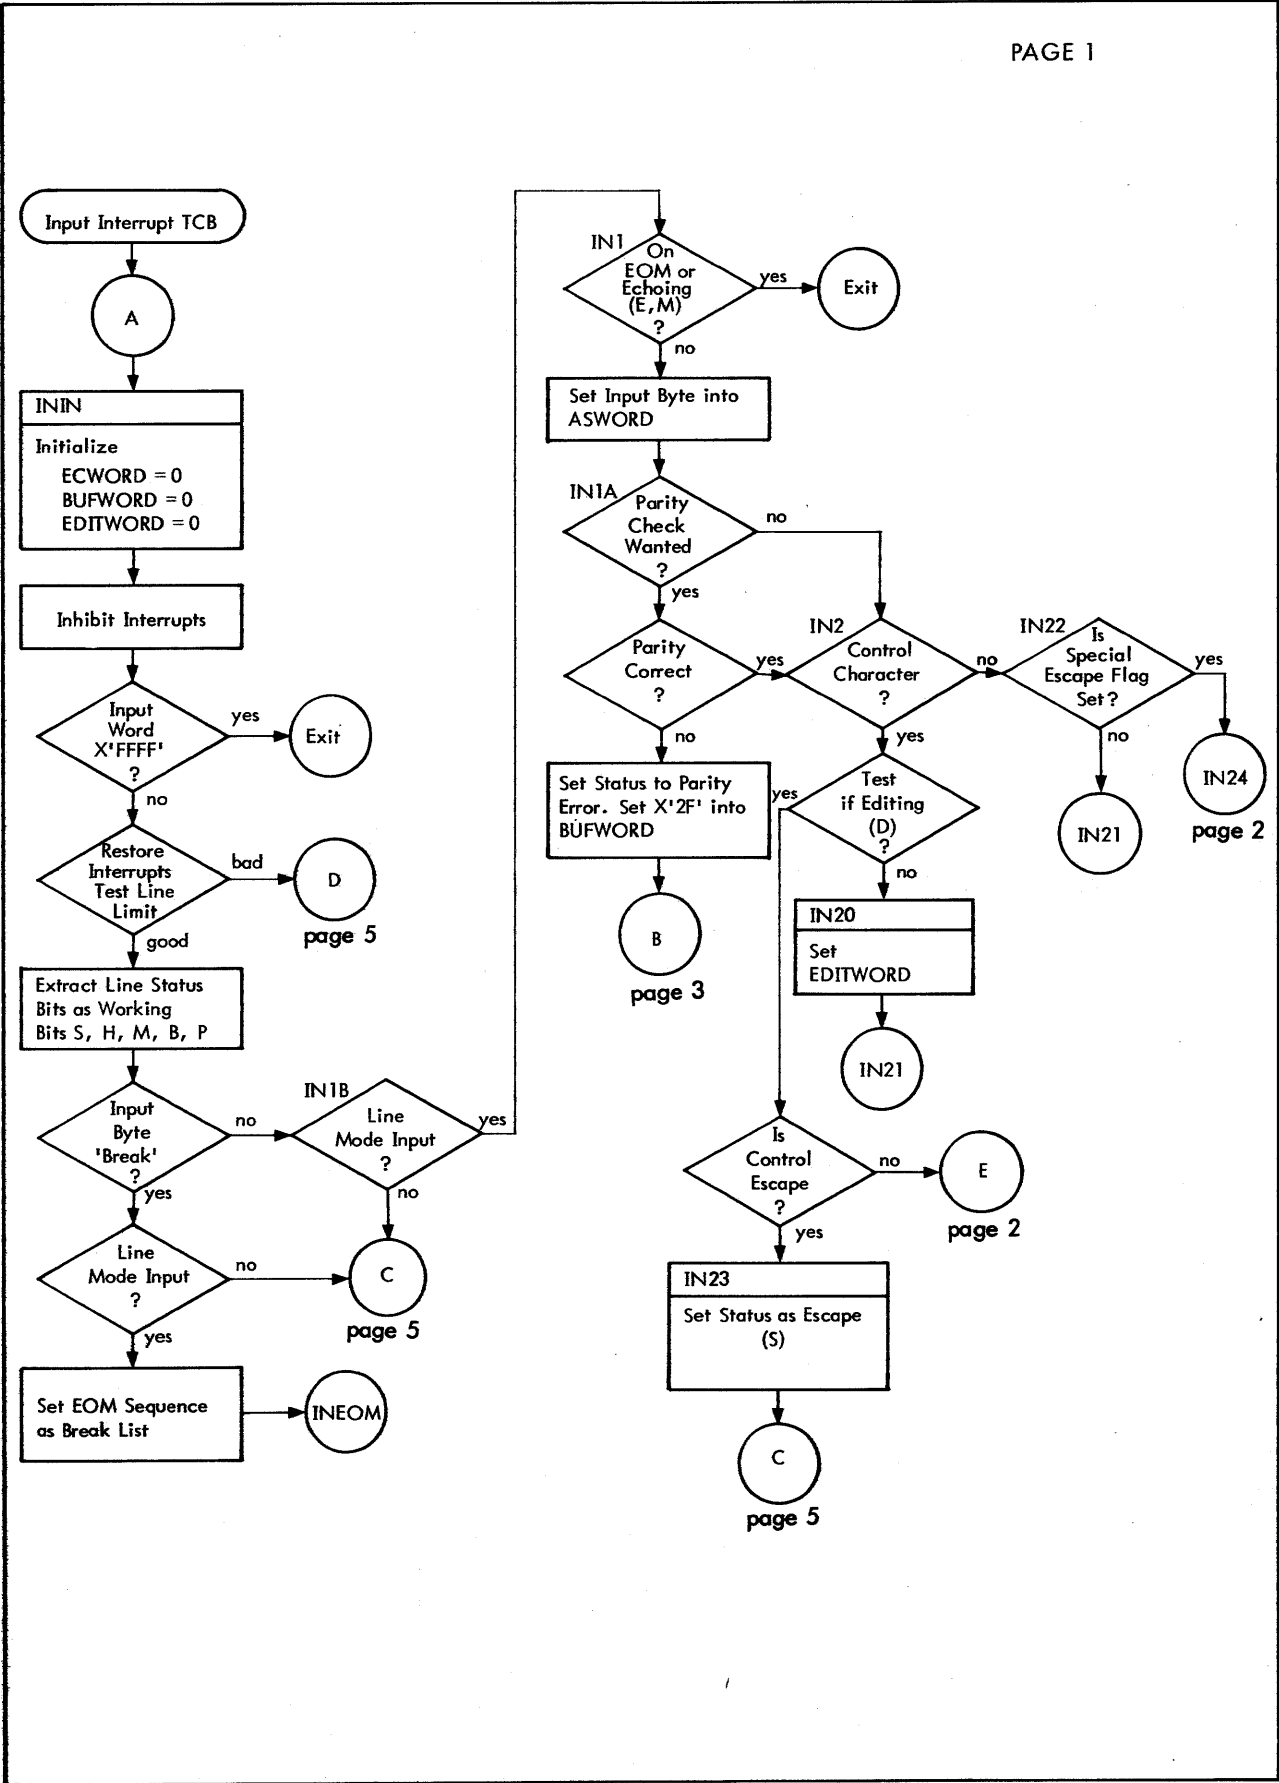 PAGE 1
Input Interrupt TCB
A
ININ
Initialize
ECWORD = 0
BUFWORD = 0
EDITWORD = 0
Inhibit Interrupts
Input
Word
X'FFFF'
?
yes
Exit
no
Restore
Interrupts
Test Line
Limit
bad
D
page 5
good
Extract Line Status
Bits as Working
Bits S, H, M, B, P
Input
Byte
'Break'
?
no
yes
IN1B
Line
Mode Input
?
yes
no
C
page 5
Line
Mode Input
?
no
yes
Set EOM Sequence
as Break List
INEOM
IN1
On
EOM or
Echoing
(E,M)
?
yes
Exit
no
Set Input Byte into
ASWORD
IN1A
Parity
Check
Wanted
?
no
yes
Parity
Correct
?
yes
no
Set Status to Parity
Error. Set X'2F' into
BUFWORD
B
page 3
IN2
Control
Character
?
no
yes
IN22
Is
Special
Escape Flag
Set?
yes
no
IN24
page 2
IN21
Test
if Editing
(D)
?
yes
no
IN20
Set
EDITWORD
IN21
Is
Control
Escape
?
no
E
page 2
yes
IN23
Set Status as Escape
(S)
C
page 5